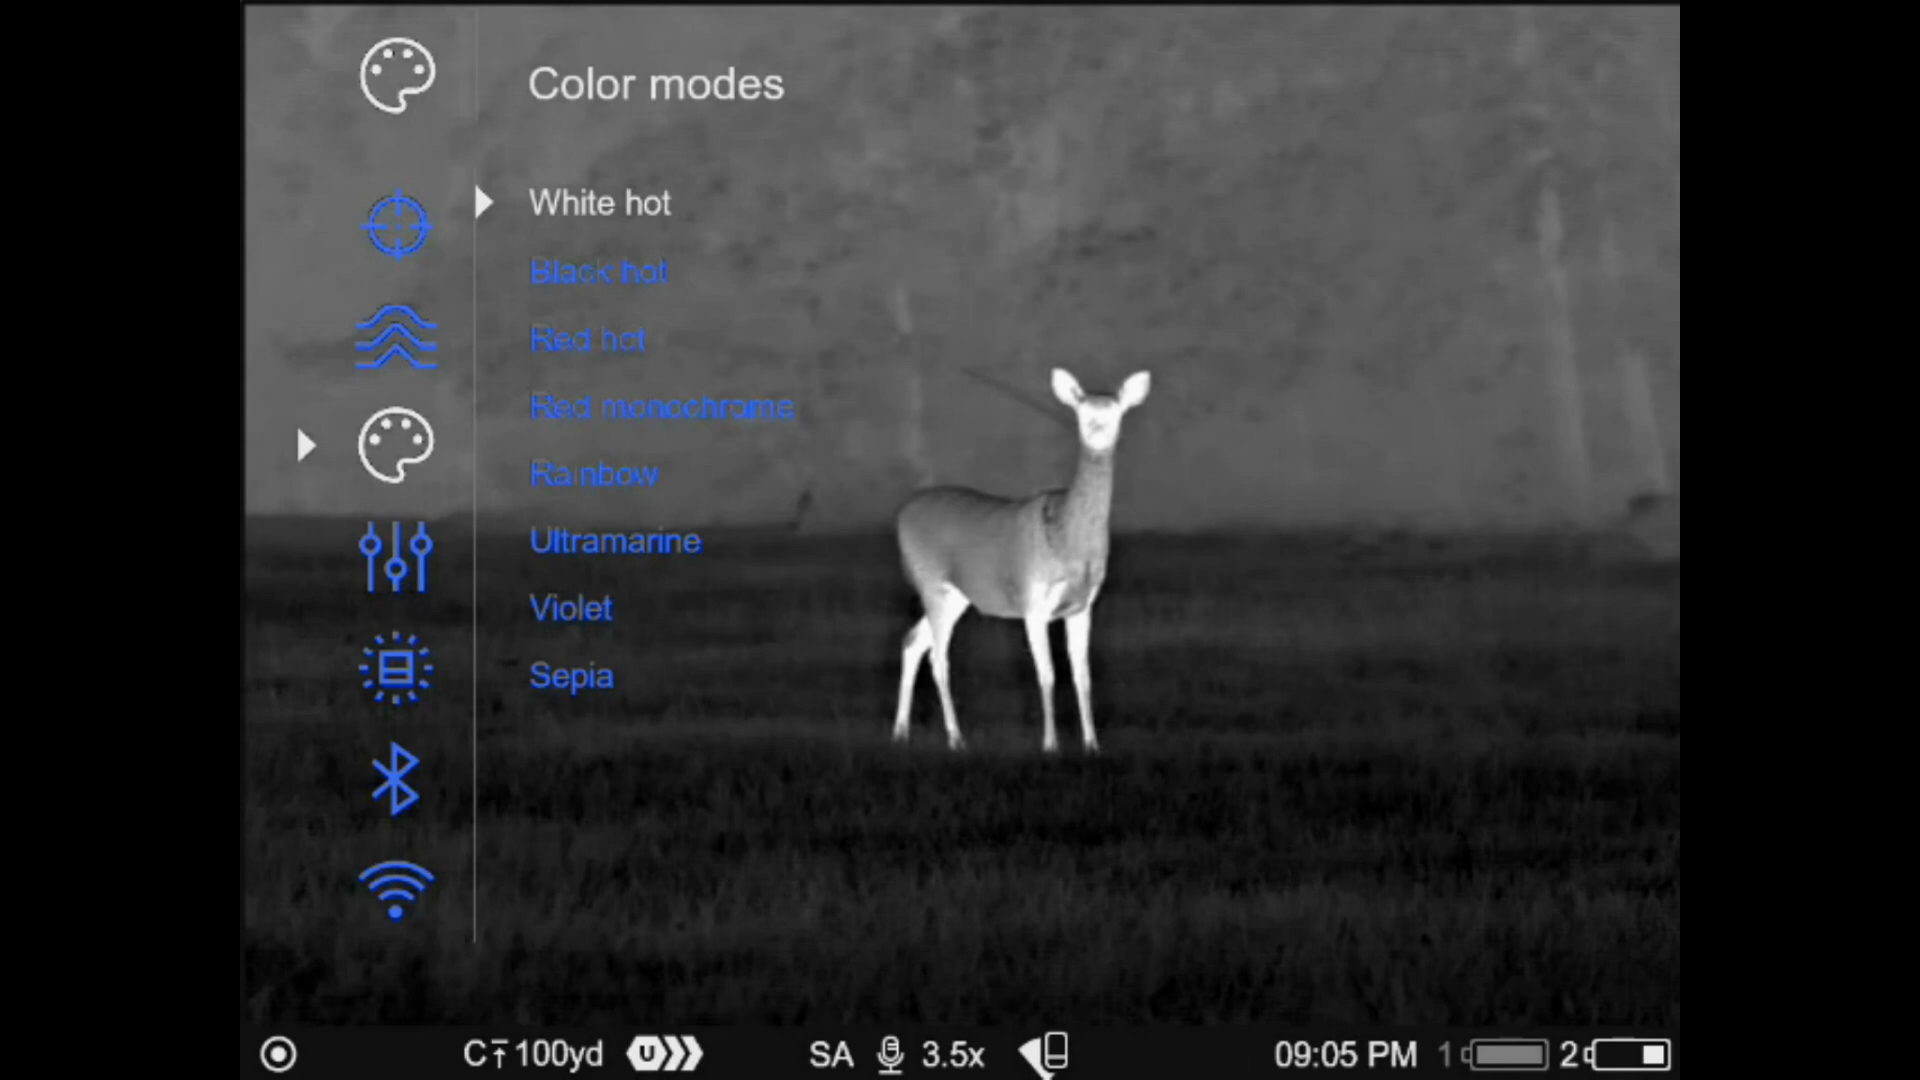 Color modes
White hot
Black hot
Red hot
Red monochrome
Rainbow
Ultramarine
Violet
Sepia
C 100yd U SA 3.5x 09:05 PM 1 2